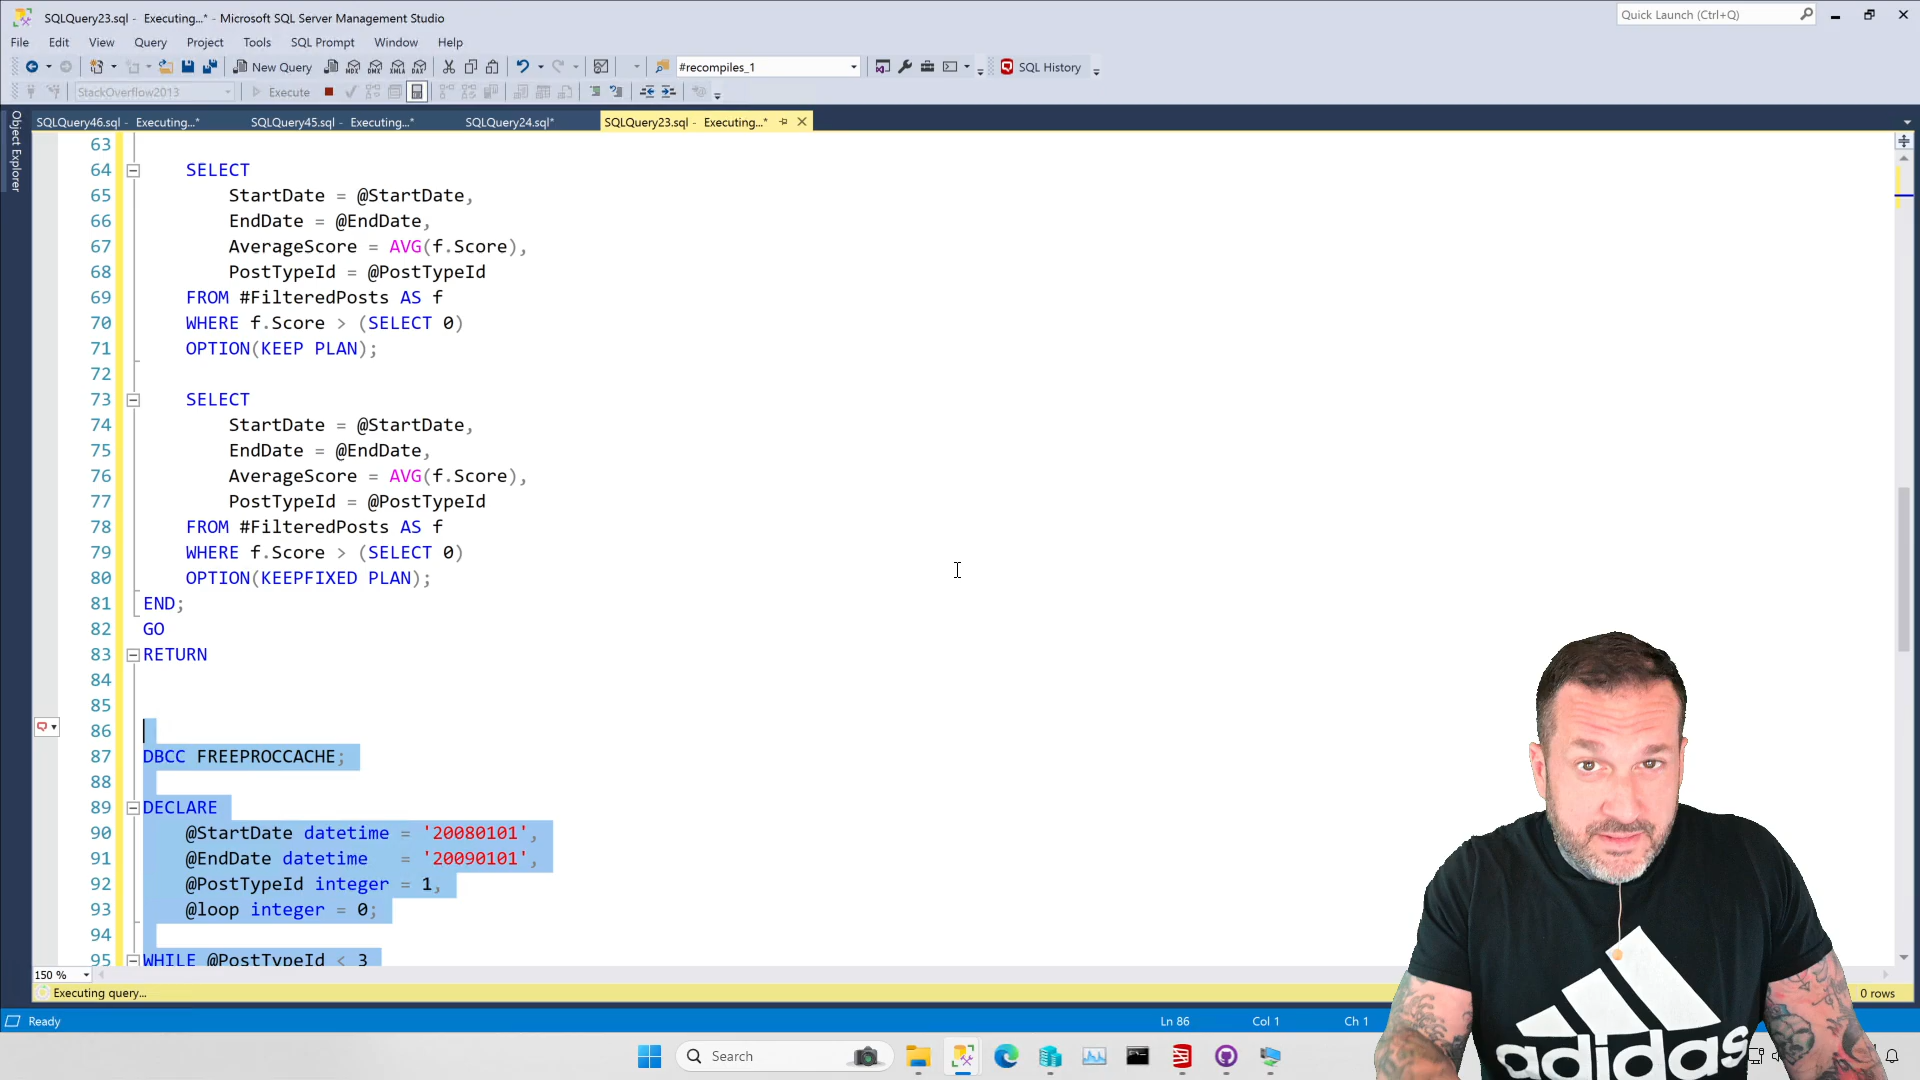 SQLQuery23.sql - Executing...* - Microsoft SQL Server Management Studio
Quick Launch (Ctrl+Q)
File Edit View Query Project Tools SQL Prompt Window Help
New Query MDX DMX XMLA DAX #recompiles_1 SQL History
StackOverflow2013 Execute
SQLQuery46.sql - Executing...* SQLQuery45.sql - Executing...* SQLQuery24.sql* SQLQuery23.sql - Executing...*
Object Explorer
63
64 SELECT
65 StartDate = @StartDate,
66 EndDate = @EndDate,
67 AverageScore = AVG(f.Score),
68 PostTypeId = @PostTypeId
69 FROM #FilteredPosts AS f
70 WHERE f.Score > (SELECT 0)
71 OPTION(KEEP PLAN);
72
73 SELECT
74 StartDate = @StartDate,
75 EndDate = @EndDate,
76 AverageScore = AVG(f.Score),
77 PostTypeId = @PostTypeId
78 FROM #FilteredPosts AS f
79 WHERE f.Score > (SELECT 0)
80 OPTION(KEEPFIXED PLAN);
81 END;
82 GO
83 RETURN
84
85
86
87 DBCC FREEPROCCACHE;
88
89 DECLARE
90 @StartDate datetime = '20080101',
91 @EndDate datetime = '20090101',
92 @PostTypeId integer = 1,
93 @loop integer = 0;
94
95 WHILE @PostTypeId < 3
150 %
Executing query...
0 rows
Ready Ln 86 Col 1 Ch 1
Search
adidas